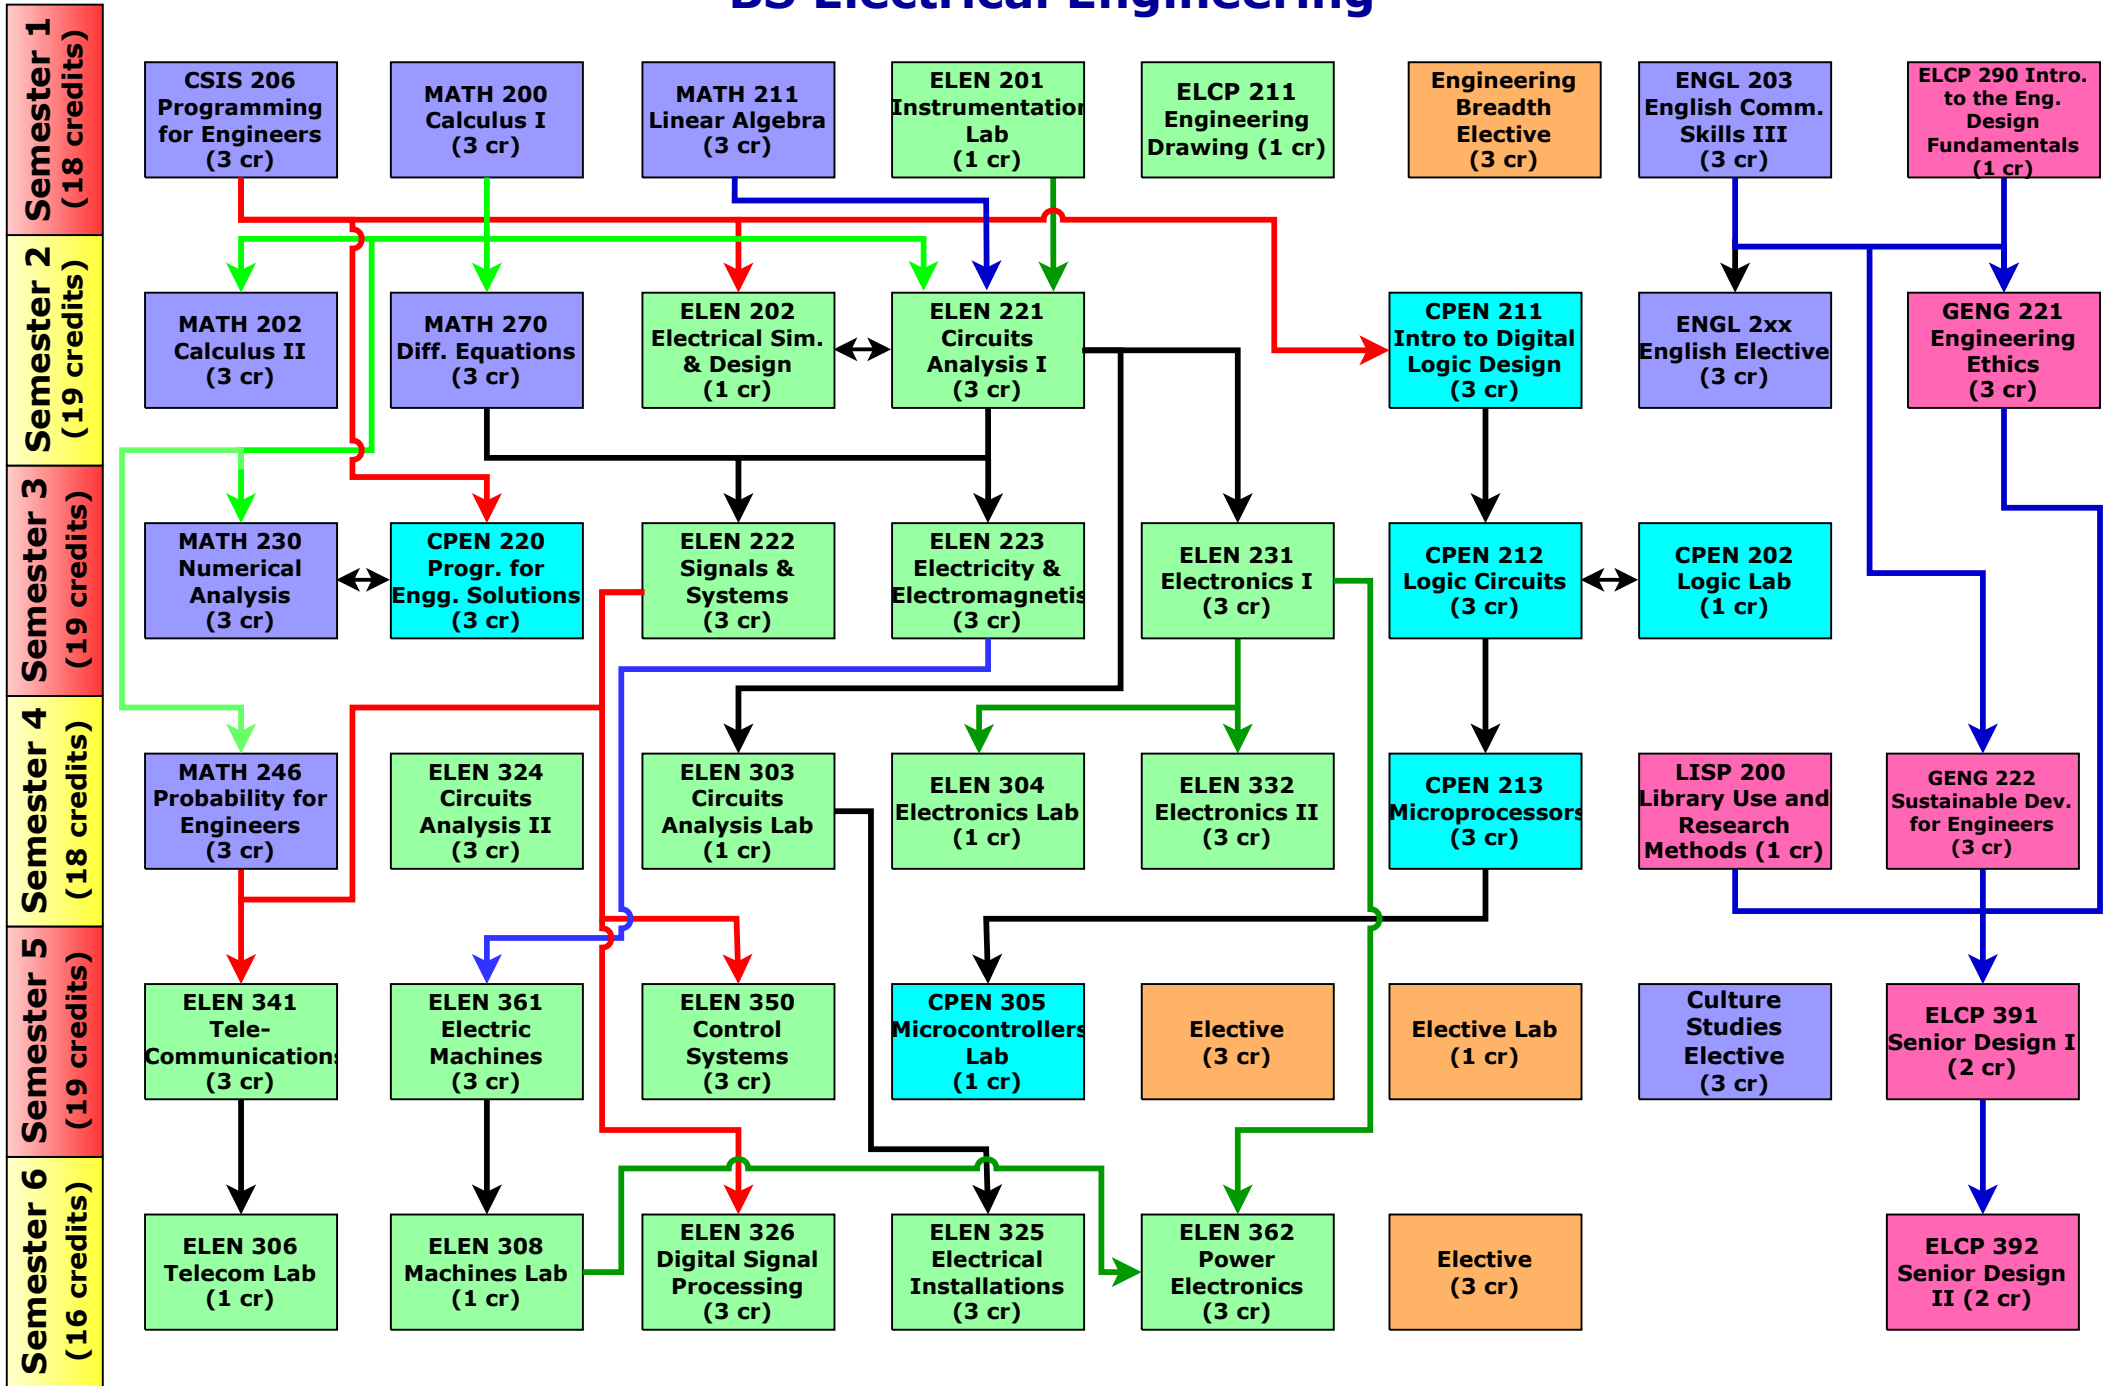 BS Electrical Engineering
Semester 1
(18 credits)
CSIS 206
Programming
for Engineers
(3 cr)
MATH 200
Calculus I
(3 cr)
MATH 211
Linear Algebra
(3 cr)
ELEN 201
Instrumentation
Lab
(1 cr)
ELCP 211
Engineering
Drawing (1 cr)
Engineering
Breadth
Elective
(3 cr)
ENGL 203
English Comm.
Skills III
(3 cr)
ELCP 290 Intro.
to the Eng.
Design
Fundamentals
(1 cr)
Semester 2
(19 credits)
MATH 202
Calculus II
(3 cr)
MATH 270
Diff. Equations
(3 cr)
ELEN 202
Electrical Sim.
& Design
(1 cr)
ELEN 221
Circuits
Analysis I
(3 cr)
CPEN 211
Intro to Digital
Logic Design
(3 cr)
ENGL 2xx
English Elective
(3 cr)
GENG 221
Engineering
Ethics
(3 cr)
Semester 3
(19 credits)
MATH 230
Numerical
Analysis
(3 cr)
CPEN 220
Progr. for
Engg. Solutions
(3 cr)
ELEN 222
Signals &
Systems
(3 cr)
ELEN 223
Electricity &
Electromagnetis
(3 cr)
ELEN 231
Electronics I
(3 cr)
CPEN 212
Logic Circuits
(3 cr)
CPEN 202
Logic Lab
(1 cr)
Semester 4
(18 credits)
MATH 246
Probability for
Engineers
(3 cr)
ELEN 324
Circuits
Analysis II
(3 cr)
ELEN 303
Circuits
Analysis Lab
(1 cr)
ELEN 304
Electronics Lab
(1 cr)
ELEN 332
Electronics II
(3 cr)
CPEN 213
Microprocessors
(3 cr)
LISP 200
Library Use and
Research
Methods (1 cr)
GENG 222
Sustainable Dev.
for Engineers
(3 cr)
Semester 5
(19 credits)
ELEN 341
Tele-
Communications
(3 cr)
ELEN 361
Electric
Machines
(3 cr)
ELEN 350
Control
Systems
(3 cr)
CPEN 305
Microcontrollers
Lab
(1 cr)
Elective
(3 cr)
Elective Lab
(1 cr)
Culture
Studies
Elective
(3 cr)
ELCP 391
Senior Design I
(2 cr)
Semester 6
(16 credits)
ELEN 306
Telecom Lab
(1 cr)
ELEN 308
Machines Lab
(1 cr)
ELEN 326
Digital Signal
Processing
(3 cr)
ELEN 325
Electrical
Installations
(3 cr)
ELEN 362
Power
Electronics
(3 cr)
Elective
(3 cr)
ELCP 392
Senior Design
II (2 cr)